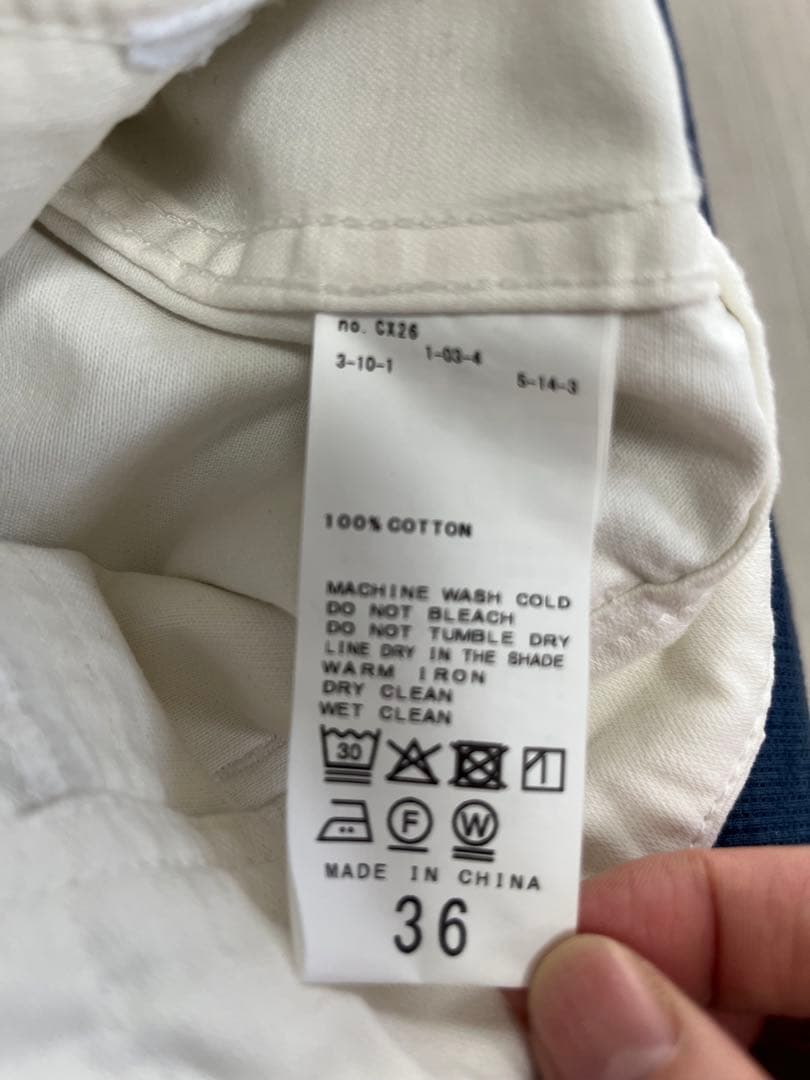 no. CX26
1-03-4
3-10-1
5-14-3
100% COTTON
MACHINE WASH COLD
DO NOT BLEACH
DO NOT TUMBLE DRY
LINE DRY IN THE SHADE
WARM IRON
DRY CLEAN
WET CLEAN
30
F W
MADE IN CHINA
36